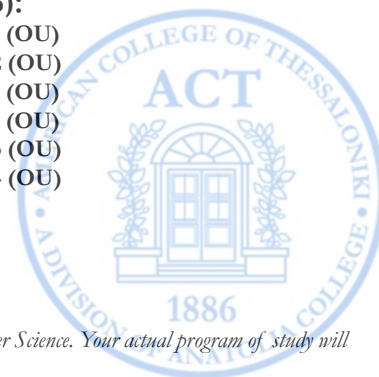 ):
(OU)
(OU)
(OU)
(OU)
(OU)
(OU)
AMERICAN COLLEGE OF THESSALONIKI
ACT
1886
A DIVISION OF ANATOLIA COLLEGE
er Science. Your actual program of study will